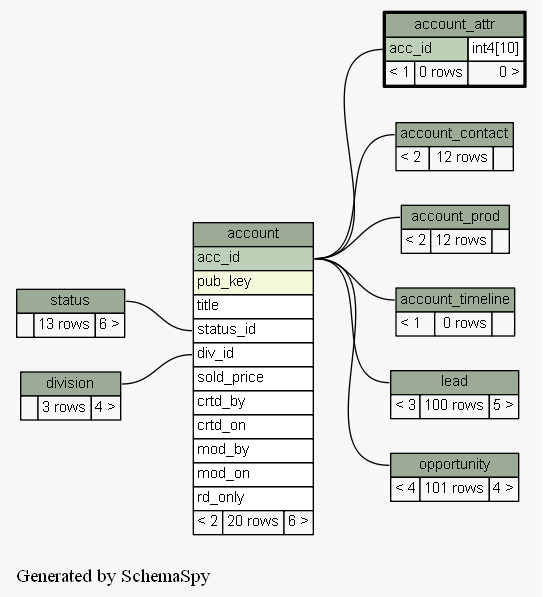 account_attr
acc_id int4[10]
< 1 0 rows 0 >
account_contact
< 2 12 rows
account_prod
< 2 12 rows
account
acc_id
pub_key
title
status_id
div_id
sold_price
crtd_by
crtd_on
mod_by
mod_on
rd_only
< 2 20 rows 6 >
status
13 rows 6 >
division
3 rows 4 >
account_timeline
< 1 0 rows
lead
< 3 100 rows 5 >
opportunity
< 4 101 rows 4 >
Generated by SchemaSpy